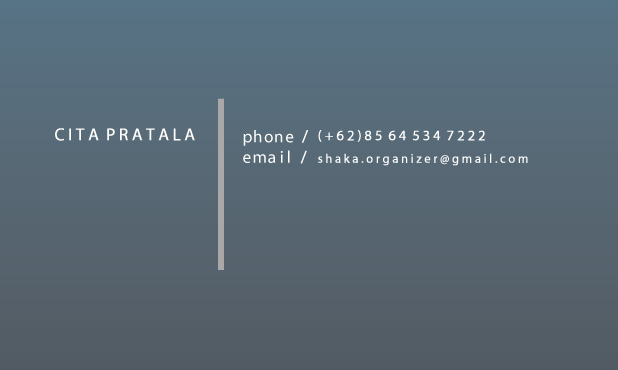 CITA PRATALA
phone / (+62)85 64 534 7222
email / shaka.organizer@gmail.com